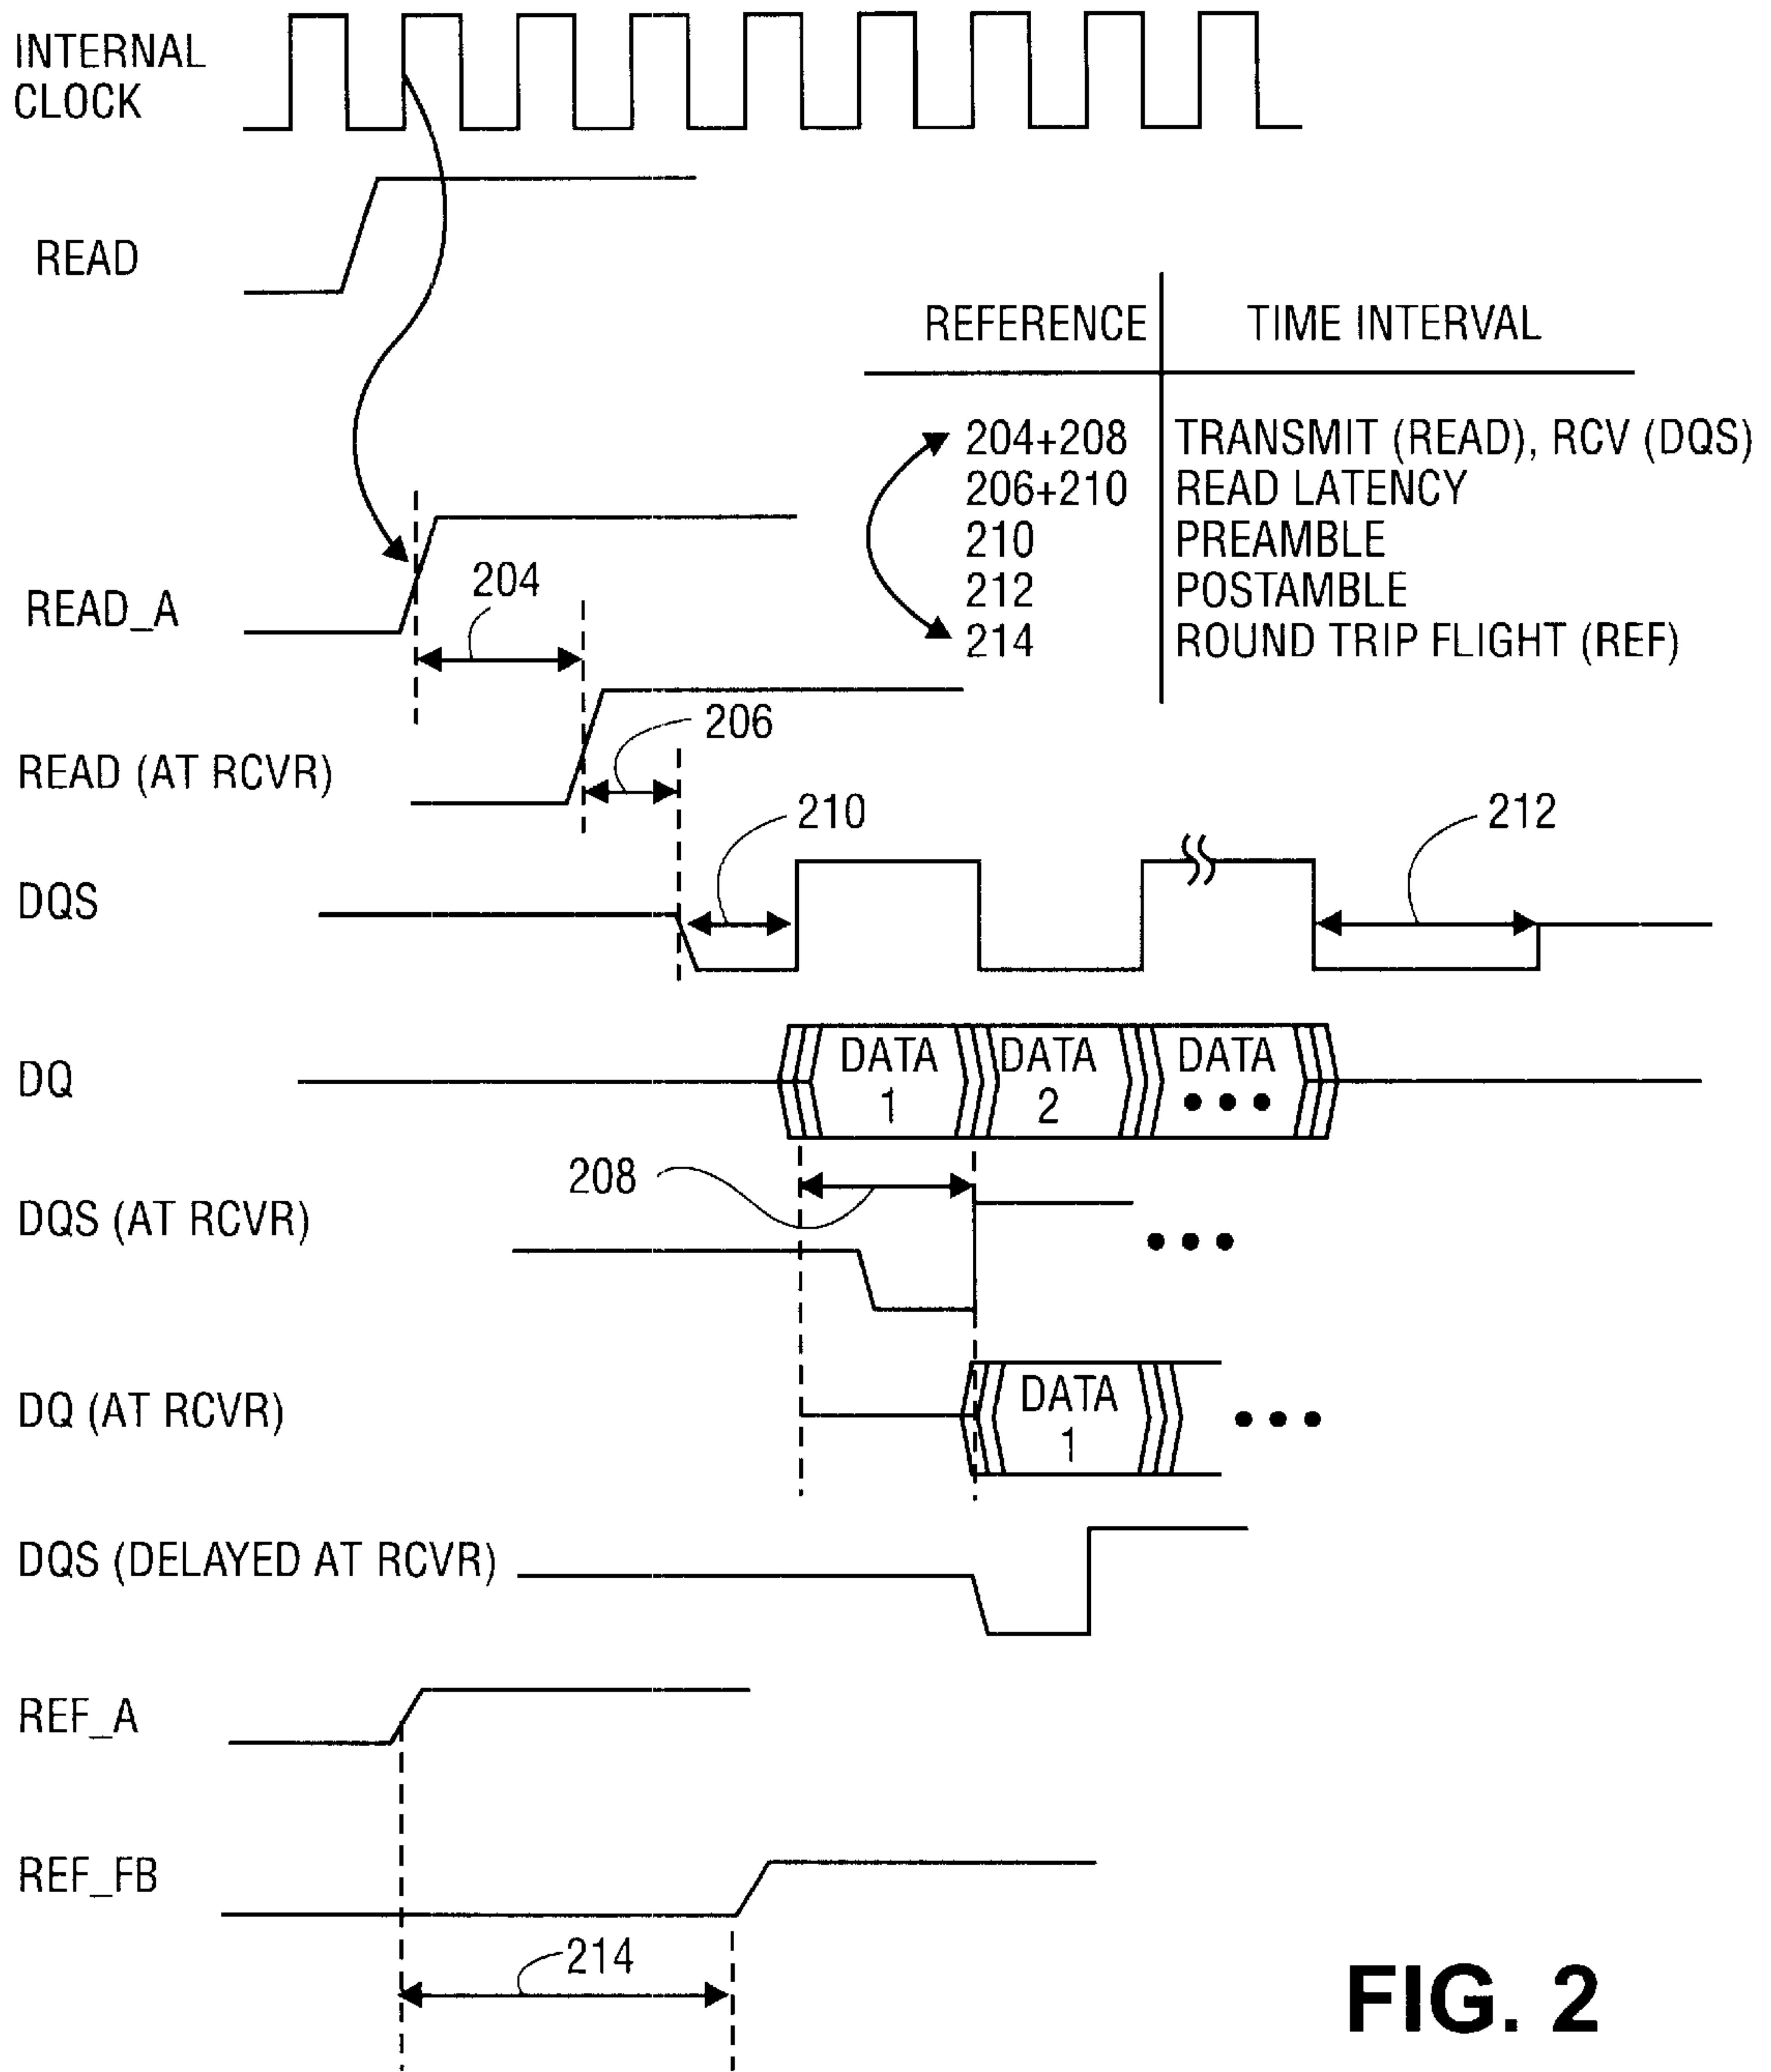 INTERNAL
CLOCK
READ
REFERENCE TIME INTERVAL
204+208 TRANSMIT (READ), RCV (DQS)
206+210 READ LATENCY
210 PREAMBLE
212 POSTAMBLE
214 ROUND TRIP FLIGHT (REF)
READ_A
204
READ (AT RCVR)
206
210
212
DQS
DQ
DATA
1
DATA
2
DATA
•••
208
DQS (AT RCVR)
•••
DQ (AT RCVR)
DATA
1
•••
DQS (DELAYED AT RCVR)
REF_A
REF_FB
214
FIG. 2